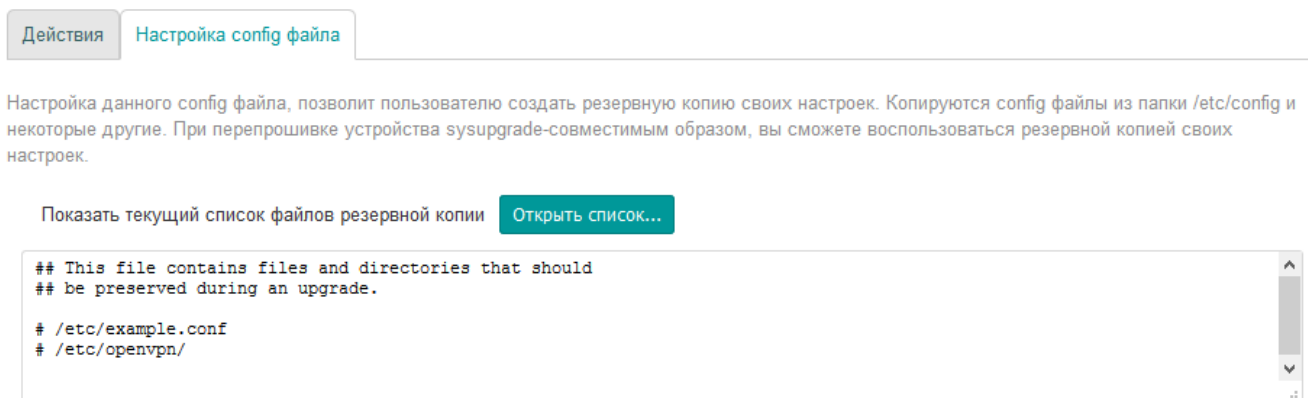 Действия Настройка config файла
Настройка данного config файла, позволит пользователю создать резервную копию своих настроек. Копируются config файлы из папки /etc/config и
некоторые другие. При перепрошивке устройства sysupgrade-совместимым образом, вы сможете воспользоваться резервной копией своих
настроек.
Показать текущий список файлов резервной копии Открыть список...
## This file contains files and directories that should
## be preserved during an upgrade.
# /etc/example.conf
# /etc/openvpn/